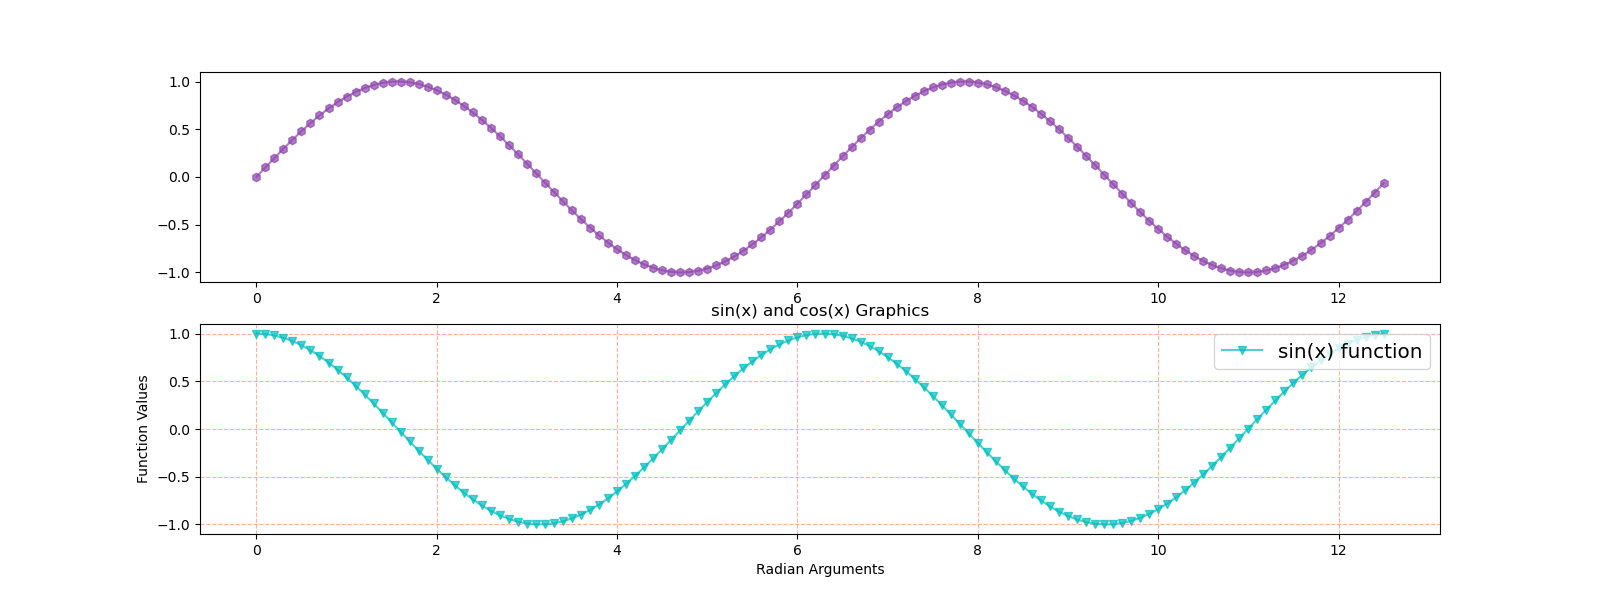 1.0
0.5
0.0
−0.5
−1.0
0 2 4 6 8 10 12
sin(x) and cos(x) Graphics
1.0
0.5
0.0
−0.5
−1.0
Function Values
sin(x) function
0 2 4 6 8 10 12
Radian Arguments